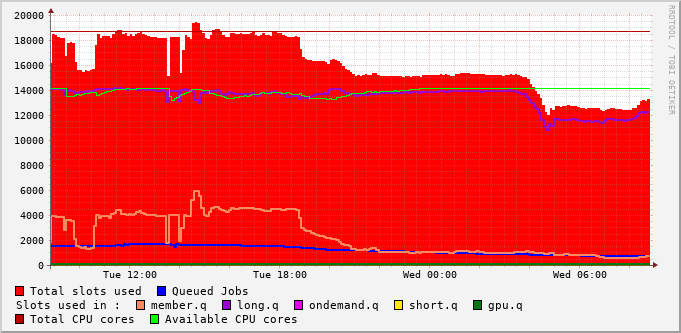 20000
18000
16000
14000
12000
10000
8000
6000
4000
2000
0
Tue 12:00 Tue 18:00 Wed 00:00 Wed 06:00
RRDTOOL / TOBI OETIKER
Total slots used Queued Jobs
Slots used in : member.q long.q ondemand.q short.q gpu.q
Total CPU cores Available CPU cores